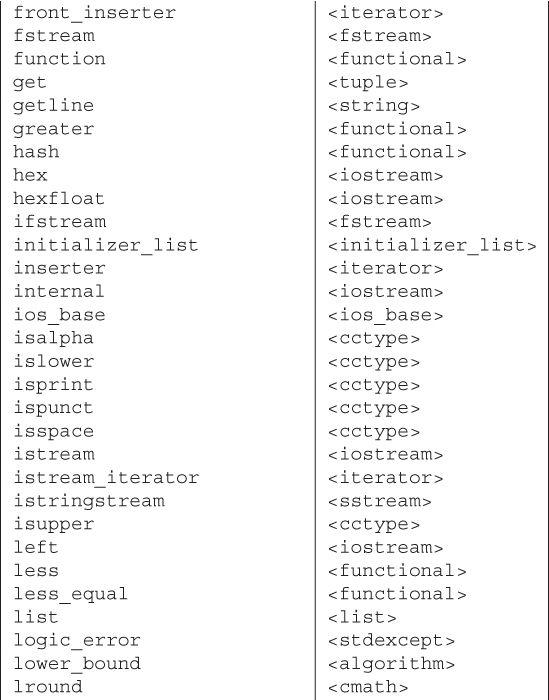 front_inserter <iterator>
fstream <fstream>
function <functional>
get <tuple>
getline <string>
greater <functional>
hash <functional>
hex <iostream>
hexfloat <iostream>
ifstream <fstream>
initializer_list <initializer_list>
inserter <iterator>
internal <iostream>
ios_base <ios_base>
isalpha <cctype>
islower <cctype>
isprint <cctype>
ispunct <cctype>
isspace <cctype>
istream <iostream>
istream_iterator <iterator>
istringstream <sstream>
isupper <cctype>
left <iostream>
less <functional>
less_equal <functional>
list <list>
logic_error <stdexcept>
lower_bound <algorithm>
lround <cmath>